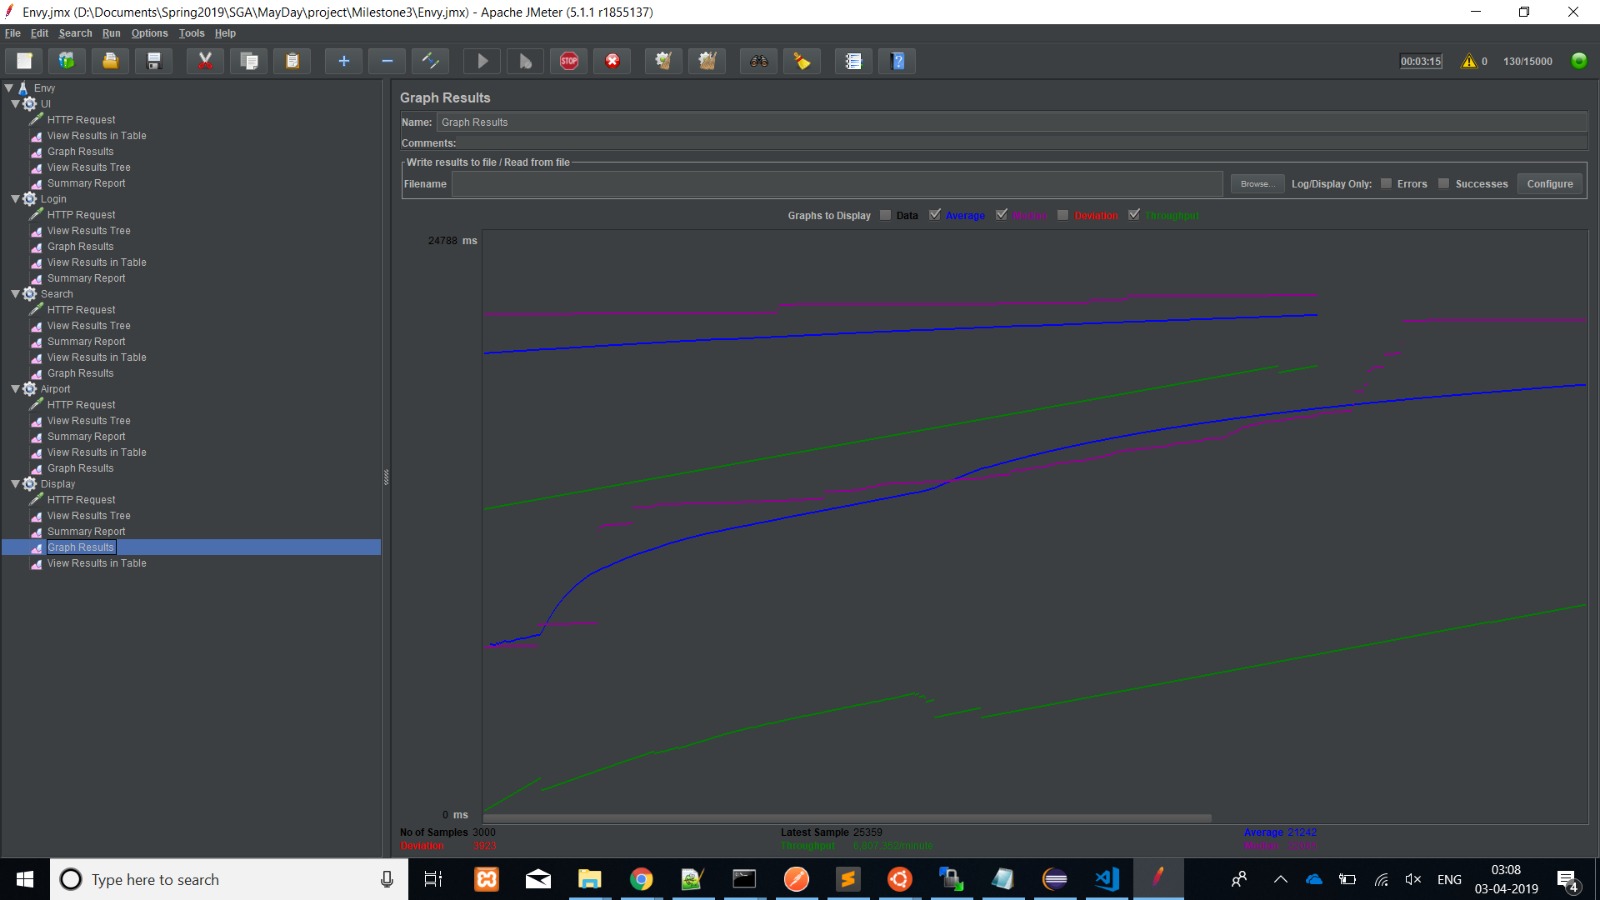 Envy.jmx (D:\Documents\Spring2019\SGA\MayDay\project\Milestone3\Envy.jmx) - Apache JMeter (5.1.1 r1855137)
File Edit Search Run Options Tools Help
STOP 00:03:15 0 130/15000
Envy
UI
HTTP Request
View Results in Table
Graph Results
View Results Tree
Summary Report
Login
HTTP Request
View Results Tree
Graph Results
View Results in Table
Summary Report
Search
HTTP Request
View Results Tree
Summary Report
View Results in Table
Graph Results
Airport
HTTP Request
View Results Tree
Summary Report
View Results in Table
Graph Results
Display
HTTP Request
View Results Tree
Summary Report
Graph Results
View Results in Table
Graph Results
Name: Graph Results
Comments:
Write results to file / Read from file
Filename Browse... Log/Display Only: Errors Successes Configure
Graphs to Display Data Average Median Deviation Throughput
24788 ms
0 ms
No of Samples 3000 Latest Sample 25359 Average 21242
Deviation 3923 Throughput Median
Type here to search
ENG
03:08
03-04-2019
4